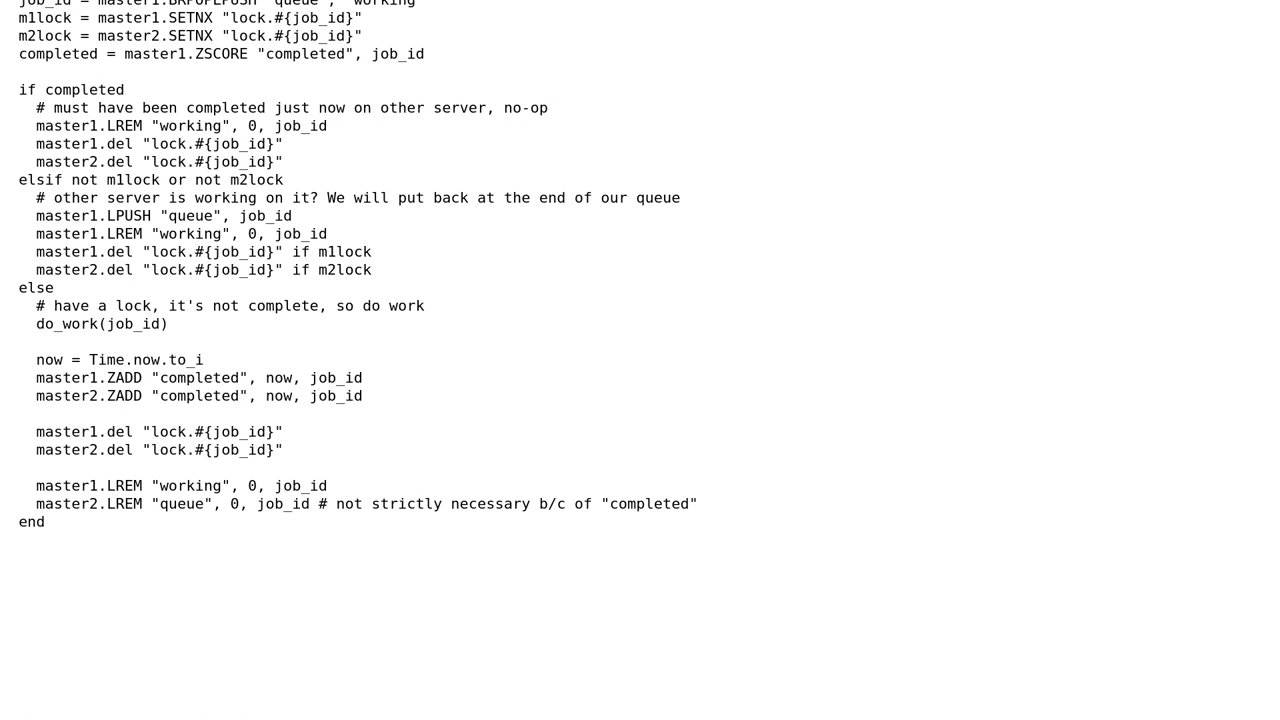 job_id = master1.BRPOPLPUSH "queue", "working"
m1lock = master1.SETNX "lock.#{job_id}"
m2lock = master2.SETNX "lock.#{job_id}"
completed = master1.ZSCORE "completed", job_id
if completed
# must have been completed just now on other server, no-op
master1.LREM "working", 0, job_id
master1.del "lock.#{job_id}"
master2.del "lock.#{job_id}"
elsif not m1lock or not m2lock
# other server is working on it? We will put back at the end of our queue
master1.LPUSH "queue", job_id
master1.LREM "working", 0, job_id
master1.del "lock.#{job_id}" if m1lock
master2.del "lock.#{job_id}" if m2lock
else
# have a lock, it's not complete, so do work
do_work(job_id)
now = Time.now.to_i
master1.ZADD "completed", now, job_id
master2.ZADD "completed", now, job_id
master1.del "lock.#{job_id}"
master2.del "lock.#{job_id}"
master1.LREM "working", 0, job_id
master2.LREM "queue", 0, job_id # not strictly necessary b/c of "completed"
end